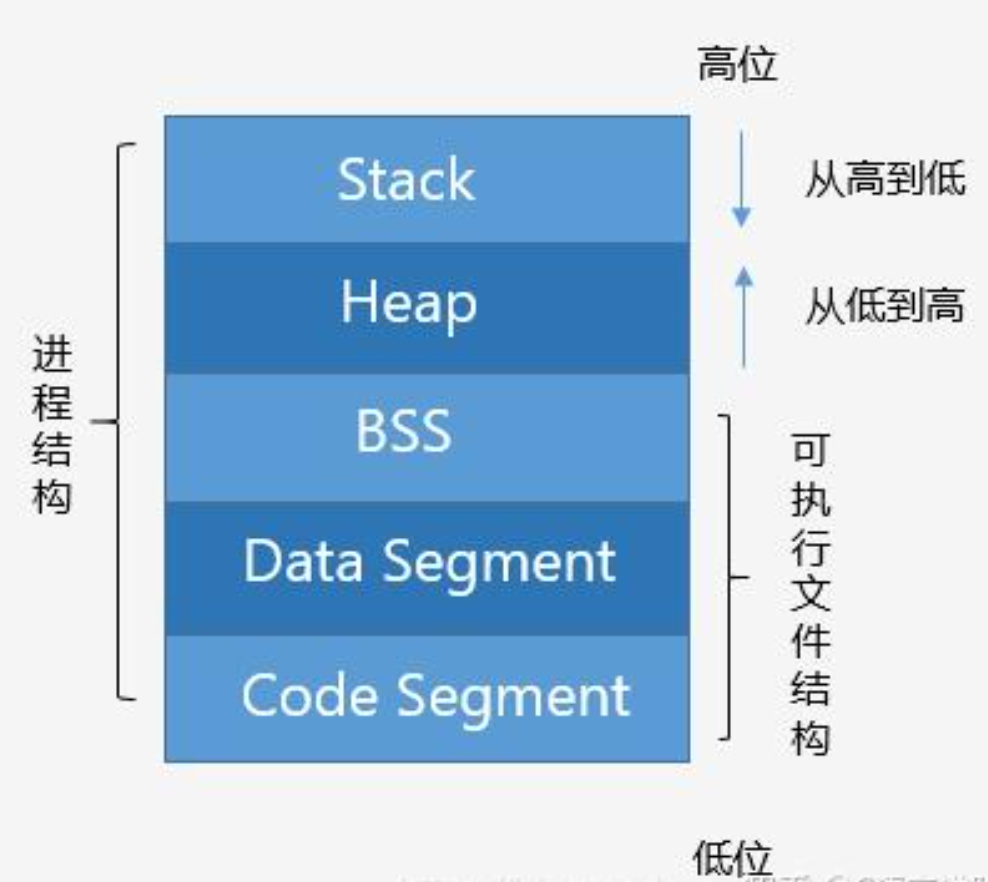 高位
Stack
从高到低
Heap
从低到高
进程结构
BSS
可执行文件结构
Data Segment
Code Segment
低位